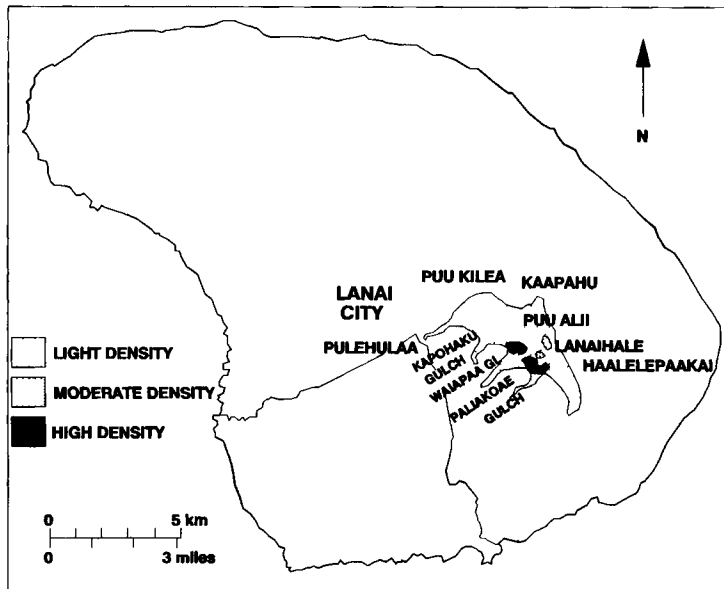 N
PUU KILEA
KAAPAHU
LANAI
CITY
PUU ALII
PULEHULAA
KAPOHAKU
GULCH
LANAIHALE
WAIAPAA GL
HAALELEPAAKAI
PALIAKOAE
GULCH
LIGHT DENSITY
MODERATE DENSITY
HIGH DENSITY
0 5 km
0 3 miles